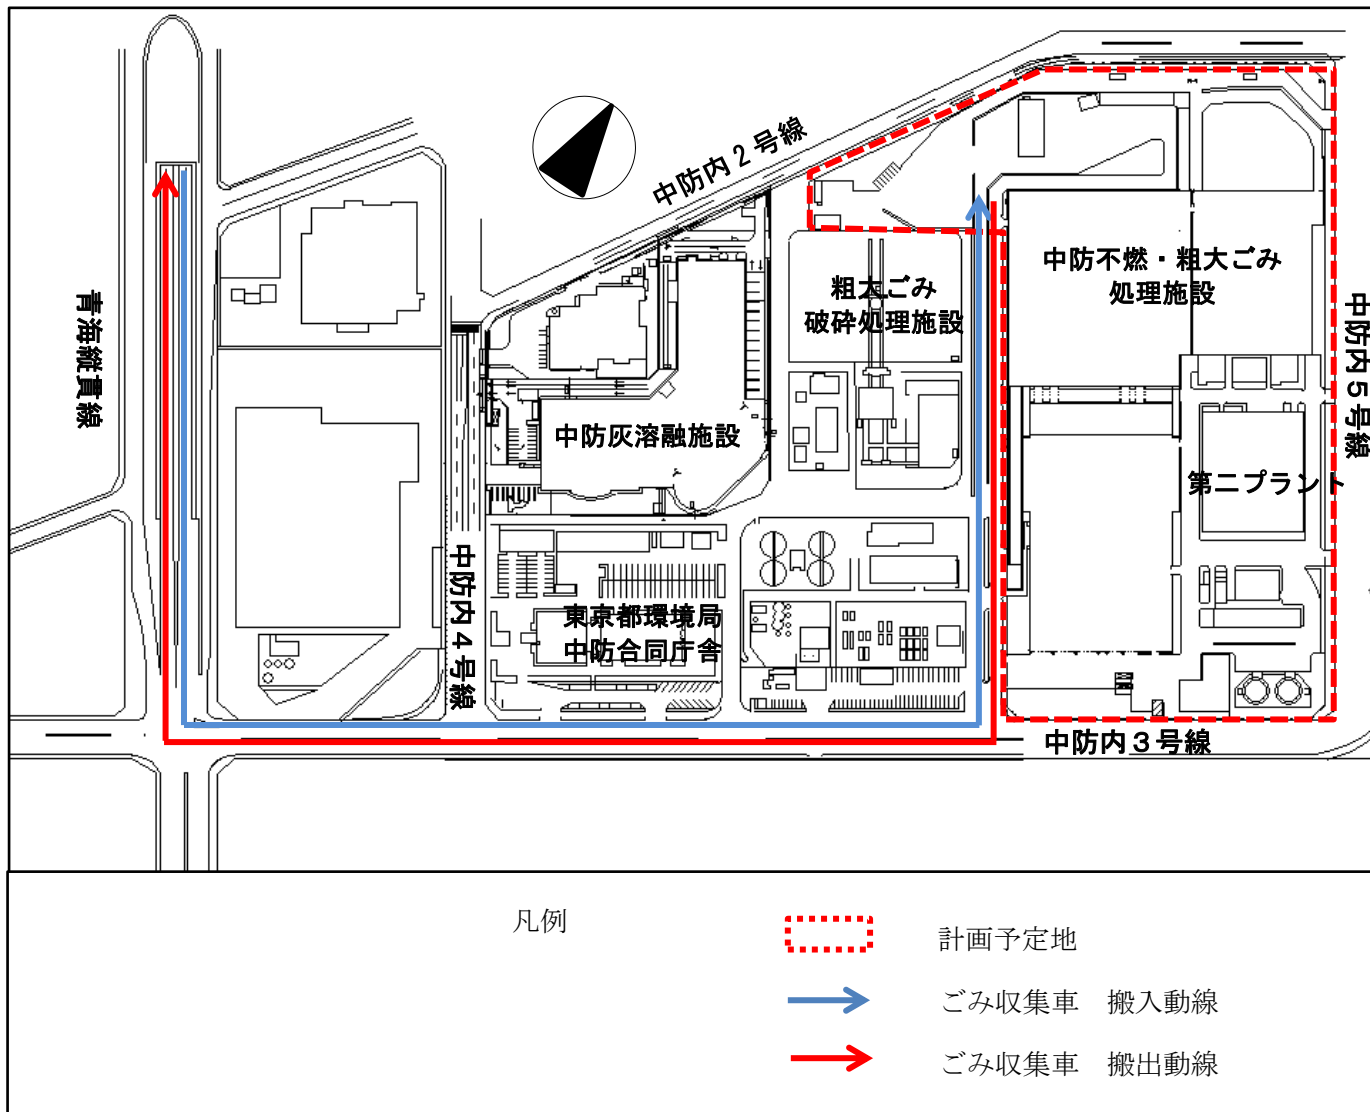 中防内２号線
中防不燃・粗大ごみ
処理施設
粗大ごみ
破砕処理施設
青海縦貫線
中防内５号線
中防灰溶融施設
第二プラント
中防内４号線
東京都環境局
中防合同庁舎
中防内３号線
凡例
計画予定地
ごみ収集車　搬入動線
ごみ収集車　搬出動線